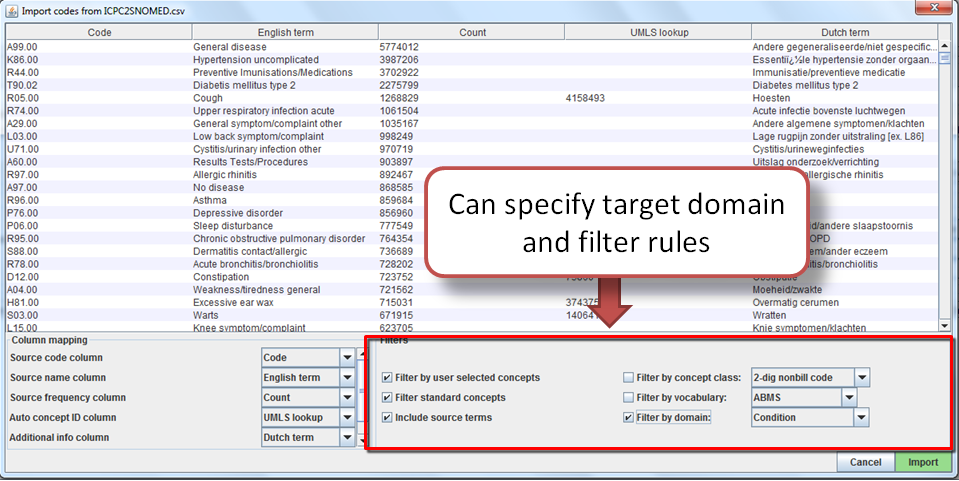 Import codes from ICPC2SNOMED.csv
Code English term Count UMLS lookup Dutch term
A99.00 General disease 5774012 Andere gegeneraliseerde/niet gespecific...
K86.00 Hypertension uncomplicated 3987206 Essentiï¿½le hypertensie zonder orgaan...
R44.00 Preventive Imunisations/Medications 3702922 Immunisatie/preventieve medicatie
T90.02 Diabetis mellitus type 2 2275799 Diabetes mellitus type 2
R05.00 Cough 1268829 4158493 Hoesten
R74.00 Upper respiratory infection acute 1061504 Acute infectie bovenste luchtwegen
A29.00 General symptom/complaint other 1035167 Andere algemene symptomen/klachten
L03.00 Low back symptom/complaint 998249 Lage rugpijn zonder uitstraling [ex. L86]
U71.00 Cystitis/urinary infection other 970719 Cystitis/urineweginfecties
A60.00 Results Tests/Procedures 903897 Uitslag onderzoek/verrichting
R97.00 Allergic rhinitis 892467 allergische rhinitis
A97.00 No disease 868585
R96.00 Asthma 859684
P76.00 Depressive disorder 856960
P06.00 Sleep disturbance 777549 /andere slaapstoornis
R95.00 Chronic obstructive pulmonary disorder 764354 OPD
S88.00 Dermatitis contact/allergic 736689 em/ander eczeem
R78.00 Acute bronchitis/bronchiolitis 728202 /bronchiolitis
D12.00 Constipation 723752
A04.00 Weakness/tiredness general 721562 Moeheid/zwakte
H81.00 Excessive ear wax 715031 37437 Overmatig cerumen
S03.00 Warts 671915 14064 Wratten
L15.00 Knee symptom/complaint 623705 Knie symptomen/klachten
Can specify target domain
and filter rules
Column mapping Filters
Source code column Code
Source name column English term Filter by user selected concepts Filter by concept class: 2-dig nonbill code
Source frequency column Count Filter standard concepts Filter by vocabulary: ABMS
Auto concept ID column UMLS lookup Include source terms Filter by domain: Condition
Additional info column Dutch term
Cancel Import